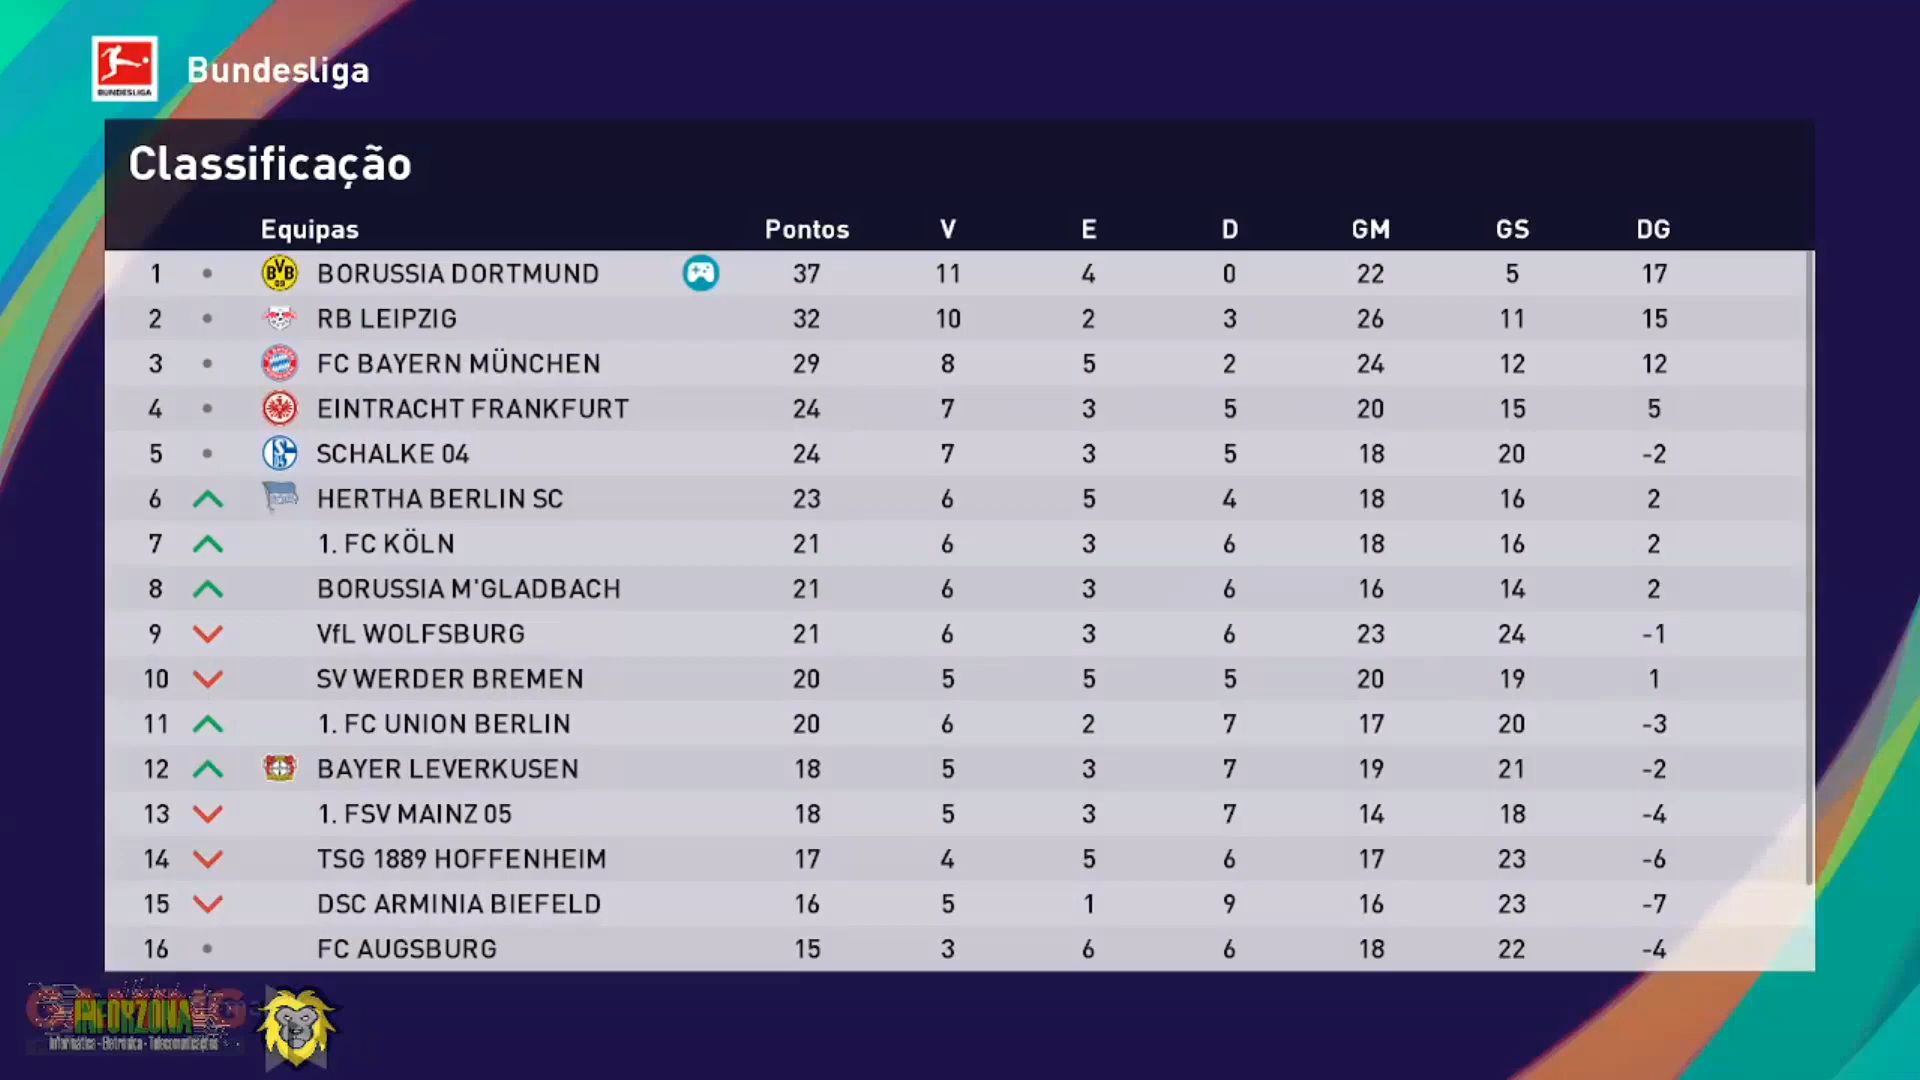 BUNDESLIGA
Bundesliga
Classificação
Equipas Pontos V E D GM GS DG
1 BVB 09 BORUSSIA DORTMUND 37 11 4 0 22 5 17
2 RB LEIPZIG 32 10 2 3 26 11 15
3 FC BAYERN MÜNCHEN 29 8 5 2 24 12 12
4 EINTRACHT FRANKFURT 24 7 3 5 20 15 5
5 SCHALKE 04 24 7 3 5 18 20 -2
6 HERTHA BERLIN SC 23 6 5 4 18 16 2
7 1. FC KÖLN 21 6 3 6 18 16 2
8 BORUSSIA M'GLADBACH 21 6 3 6 16 14 2
9 VfL WOLFSBURG 21 6 3 6 23 24 -1
10 SV WERDER BREMEN 20 5 5 5 20 19 1
11 1. FC UNION BERLIN 20 6 2 7 17 20 -3
12 BAYER LEVERKUSEN 18 5 3 7 19 21 -2
13 1. FSV MAINZ 05 18 5 3 7 14 18 -4
14 TSG 1889 HOFFENHEIM 17 4 5 6 17 23 -6
15 DSC ARMINIA BIEFELD 16 5 1 9 16 23 -7
16 FC AUGSBURG 15 3 6 6 18 22 -4
INFORZONA
Informática - Eletrónica - Telecomunicações